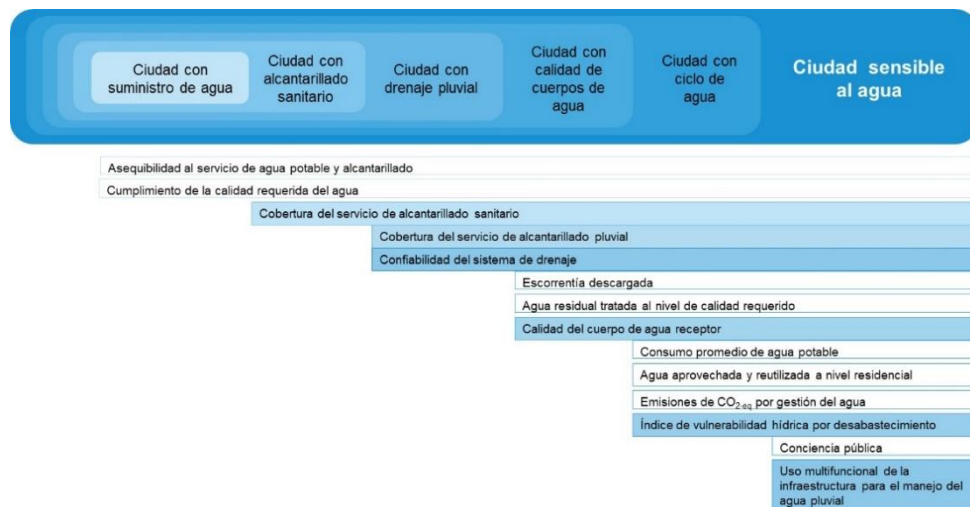 Ciudad con
suministro de agua
Ciudad con
alcantarillado
sanitario
Ciudad con
drenaje pluvial
Ciudad con
calidad de
cuerpos de
agua
Ciudad con
ciclo de
agua
Ciudad sensible
al agua
Asequibilidad al servicio de agua potable y alcantarillado
Cumplimiento de la calidad requerida del agua
Cobertura del servicio de alcantarillado sanitario
Cobertura del servicio de alcantarillado pluvial
Confiabilidad del sistema de drenaje
Escorrentía descargada
Agua residual tratada al nivel de calidad requerido
Calidad del cuerpo de agua receptor
Consumo promedio de agua potable
Agua aprovechada y reutilizada a nivel residencial
Emisiones de CO2-eq por gestión del agua
Índice de vulnerabilidad hídrica por desabastecimiento
Conciencia pública
Uso multifuncional de la
infraestructura para el manejo del
agua pluvial